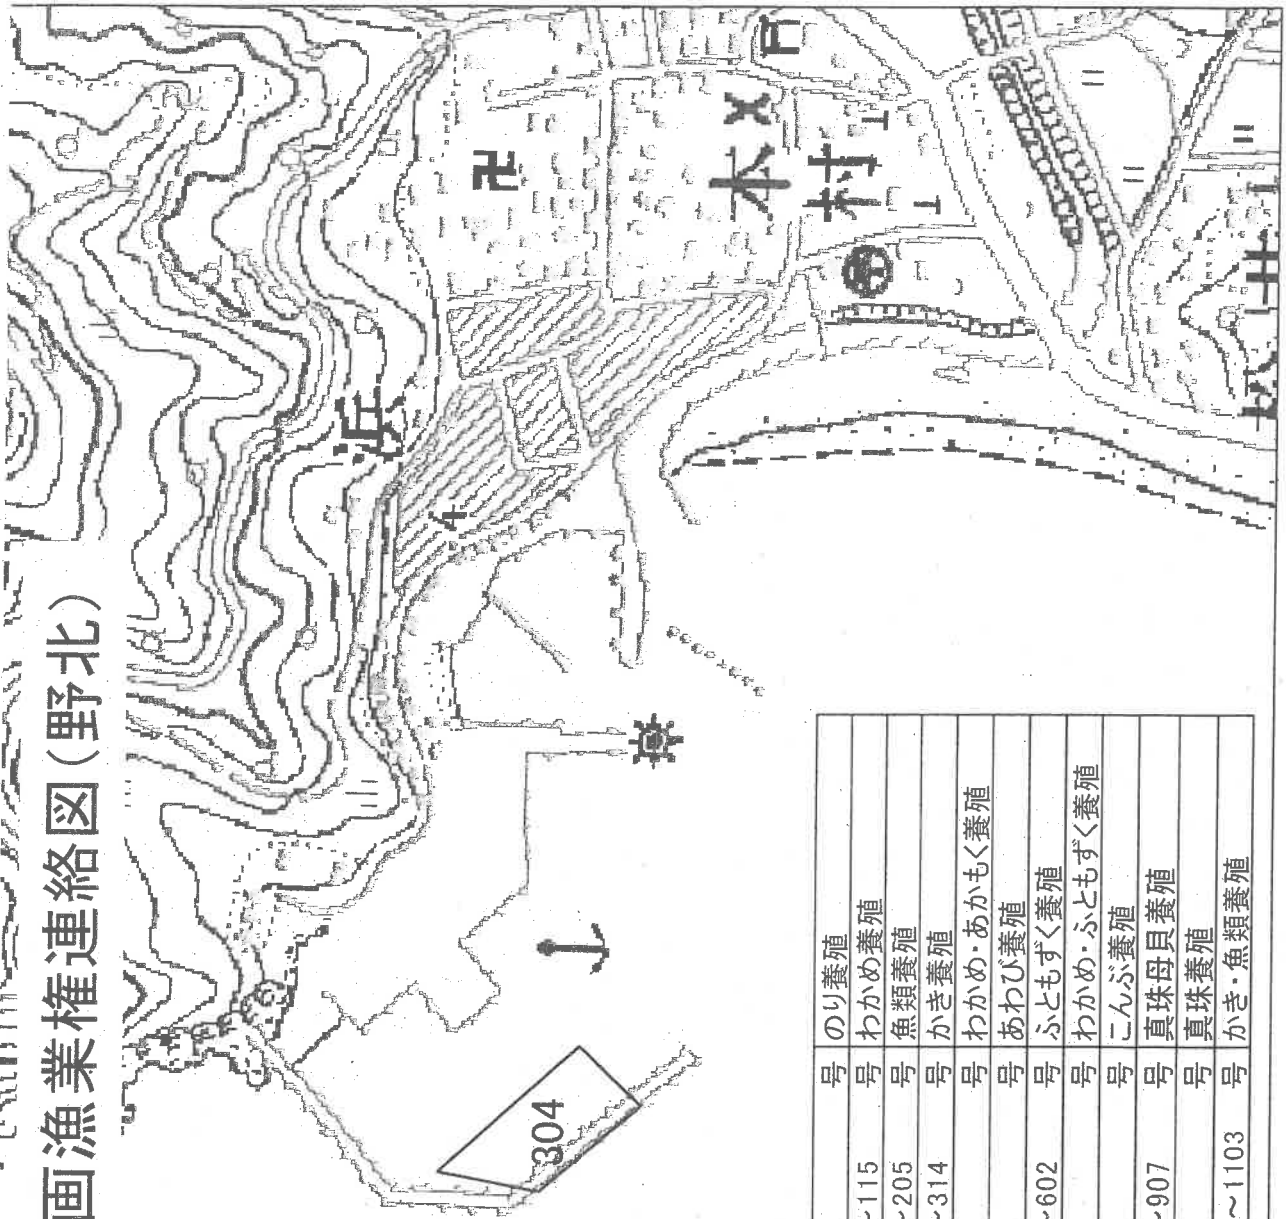 画漁業権連絡図(野北)
坂
卍
本村
304
号 のり養殖
~115 号 わかめ養殖
~205 号 魚類養殖
~314 号 かき養殖
号 わかめ・あかもく養殖
号 あわび養殖
~602 号 ふともずく養殖
号 わかめ・ふともずく養殖
号 こんぶ養殖
~907 号 真珠母貝養殖
号 真珠養殖
~1103 号 かき・魚類養殖